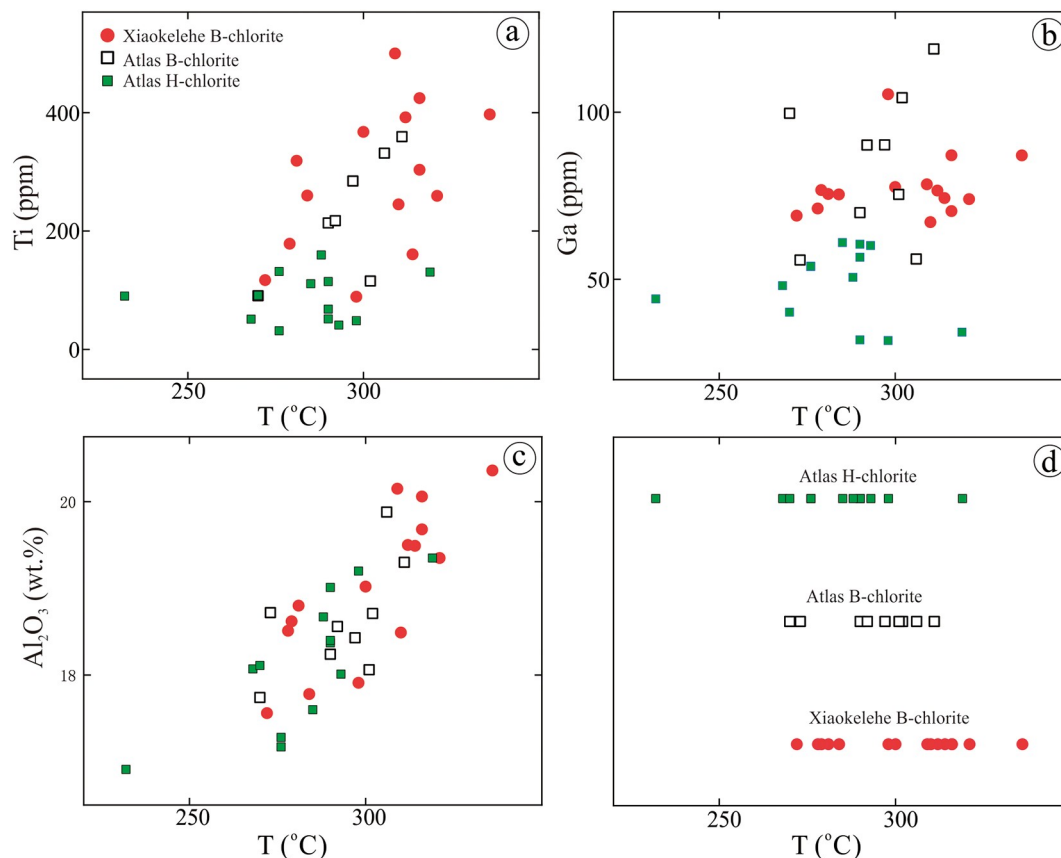 a
Xiaokelehe B-chlorite
Atlas B-chlorite
Atlas H-chlorite
400
200
0
Ti (ppm)
250
300
T (°C)
b
100
50
Ga (ppm)
250
300
T (°C)
c
20
18
Al₂O₃ (wt.%)
250
300
T (°C)
d
Atlas H-chlorite
Atlas B-chlorite
Xiaokelehe B-chlorite
250
300
T (°C)